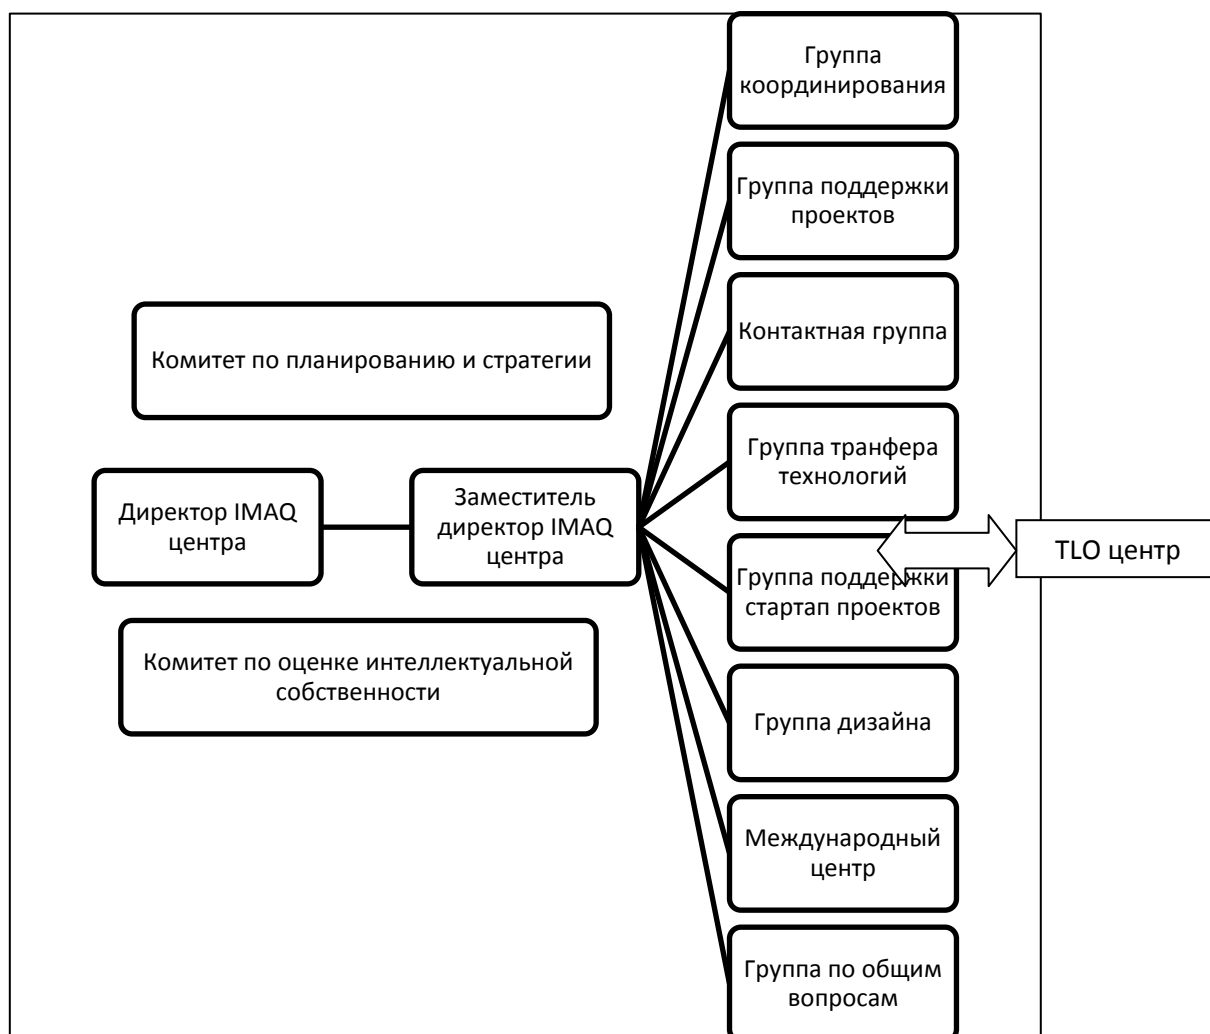 Группа
координирования
Группа поддержки
проектов
Контактная группа
Комитет по планированию и стратегии
Группа транфера
технологий
Директор IMAQ
центра
Заместитель
директор IMAQ
центра
TLO центр
Группа поддержки
стартап проектов
Комитет по оценке интеллектуальной
собственности
Группа дизайна
Международный
центр
Группа по общим
вопросам